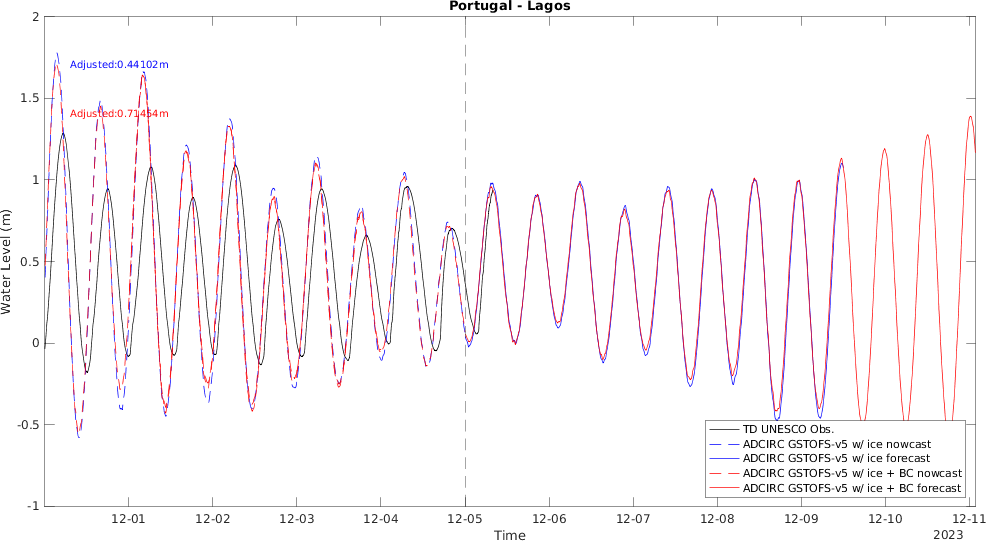 Portugal - Lagos
Adjusted:0.44102m
Adjusted:0.71454m
Water Level (m)
2
1.5
1
0.5
0
-0.5
-1
TD UNESCO Obs.
ADCIRC GSTOFS-v5 w/ ice nowcast
ADCIRC GSTOFS-v5 w/ ice forecast
ADCIRC GSTOFS-v5 w/ ice + BC nowcast
ADCIRC GSTOFS-v5 w/ ice + BC forecast
12-01 12-02 12-03 12-04 12-05 12-06 12-07 12-08 12-09 12-10 12-11
Time
2023